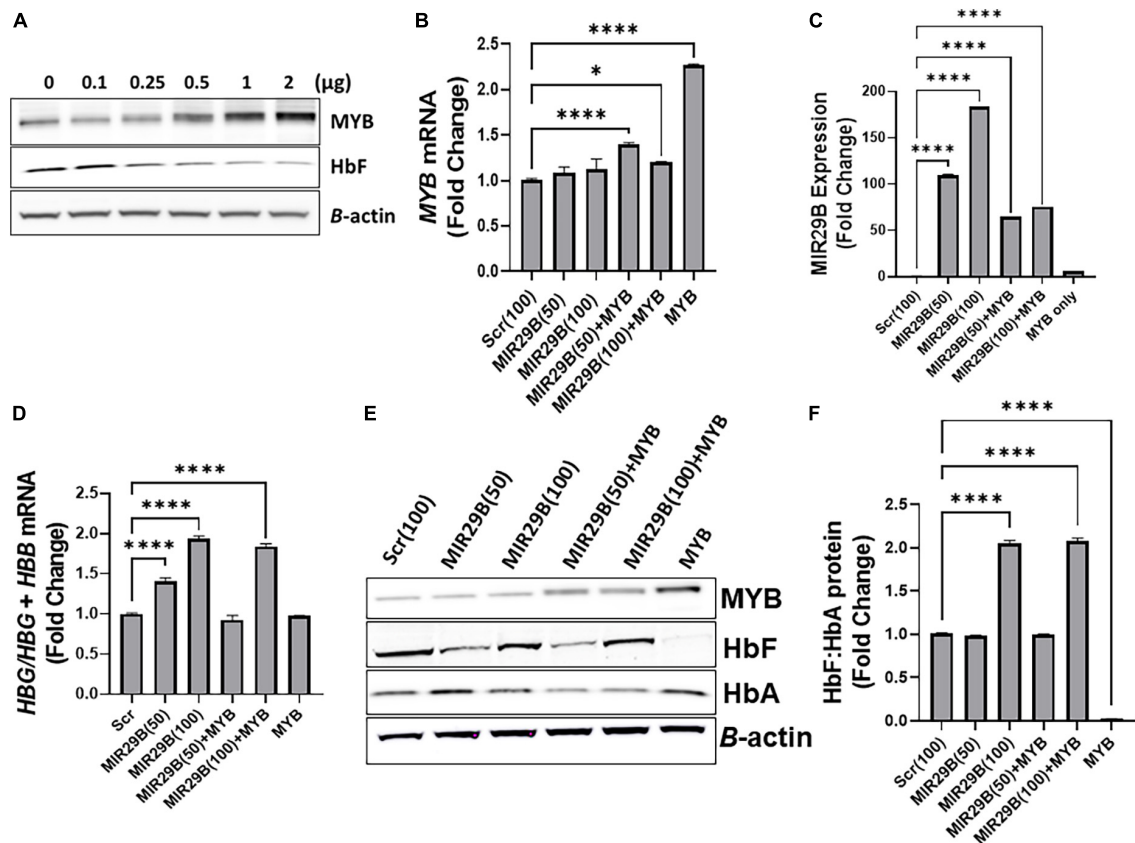 A
0 0.1 0.25 0.5 1 2 (μg)
MYB
HbF
B-actin
B
MYB mRNA
(Fold Change)
2.5
2.0
1.5
1.0
0.5
0.0
****
*
****
Scr(100)
MIR29B(50)
MIR29B(100)
MIR29B(50)+MYB
MIR29B(100)+MYB
MYB
C
MIR29B Expression
(Fold Change)
200
150
100
50
0
****
****
****
****
Scr(100)
MIR29B(50)
MIR29B(100)
MIR29B(50)+MYB
MIR29B(100)+MYB
MYB only
D
HBG/HBG + HBB mRNA
(Fold Change)
2.5
2.0
1.5
1.0
0.5
0.0
****
****
****
Scr
MIR29B(50)
MIR29B(100)
MIR29B(50)+MYB
MIR29B(100)+MYB
MYB
E
Scr(100)
MIR29B(50)
MIR29B(100)
MIR29B(50)+MYB
MIR29B(100)+MYB
MYB
MYB
HbF
HbA
B-actin
F
HbF:HbA protein
(Fold Change)
2.5
2.0
1.5
1.0
0.5
0.0
****
****
****
Scr(100)
MIR29B(50)
MIR29B(100)
MIR29B(50)+MYB
MIR29B(100)+MYB
MYB